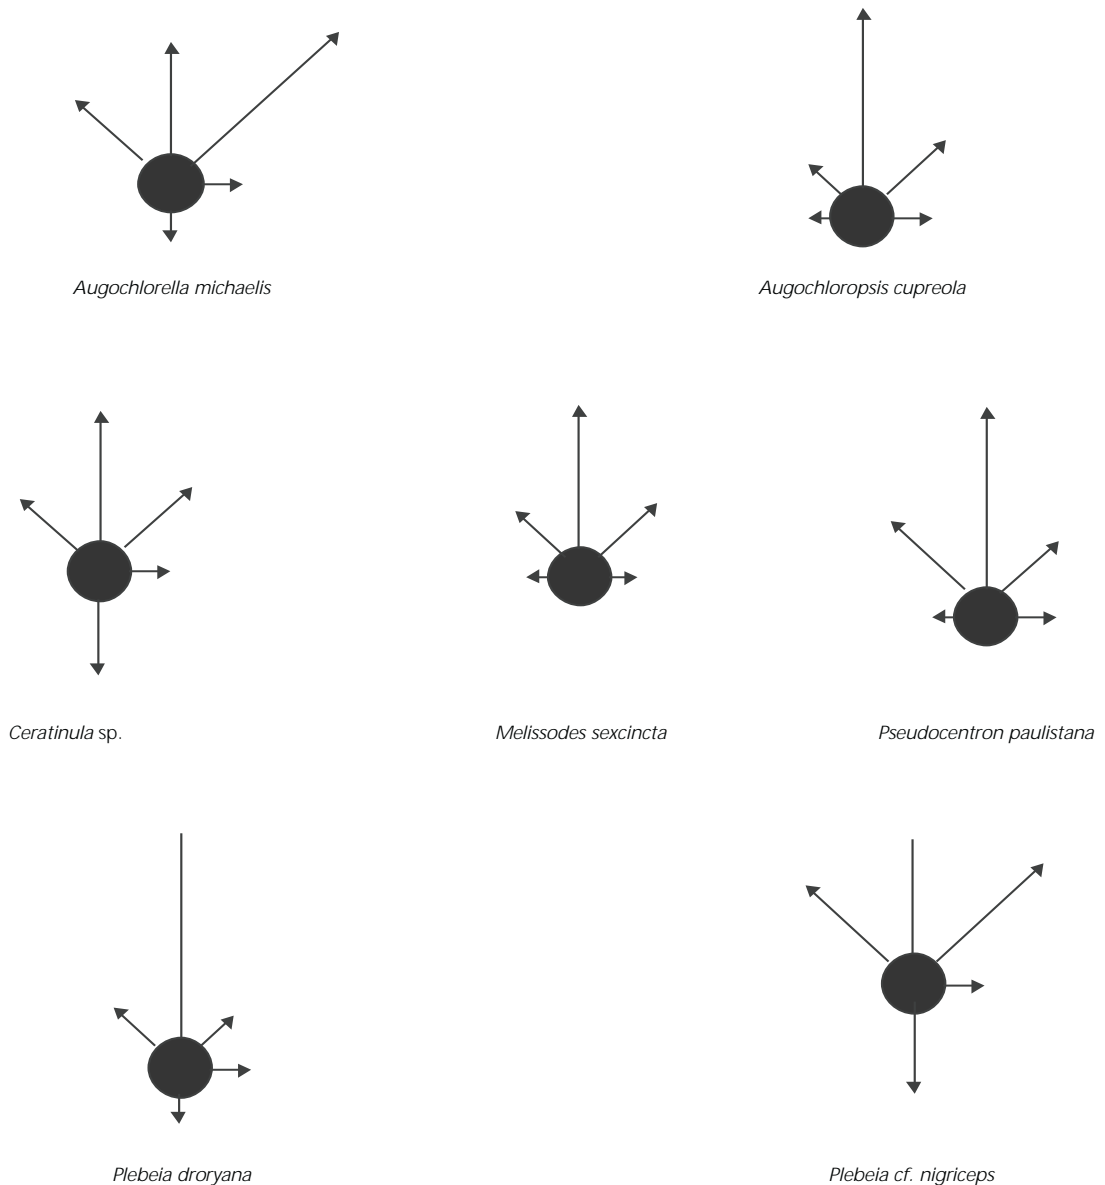 Augochlorella michaelis
Augochloropsis cupreola
Ceratinula sp.
Melissodes sexcincta
Pseudocentron paulistana
Plebeia droryana
Plebeia cf. nigriceps